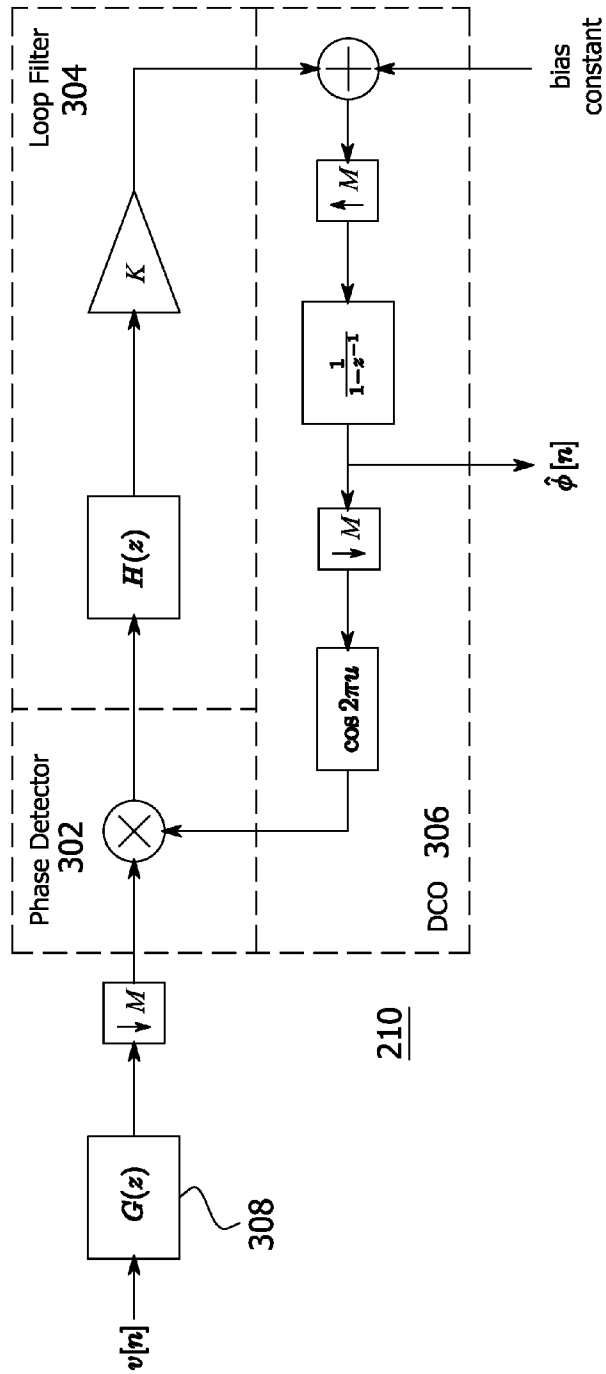 v[n]
G(z)
308
↓ M
Phase Detector
302
H(z)
Loop Filter
304
K
bias
constant
↑ M
1
1−z⁻¹
ϕ̂[n]
↓ M
cos 2πu
DCO 306
210